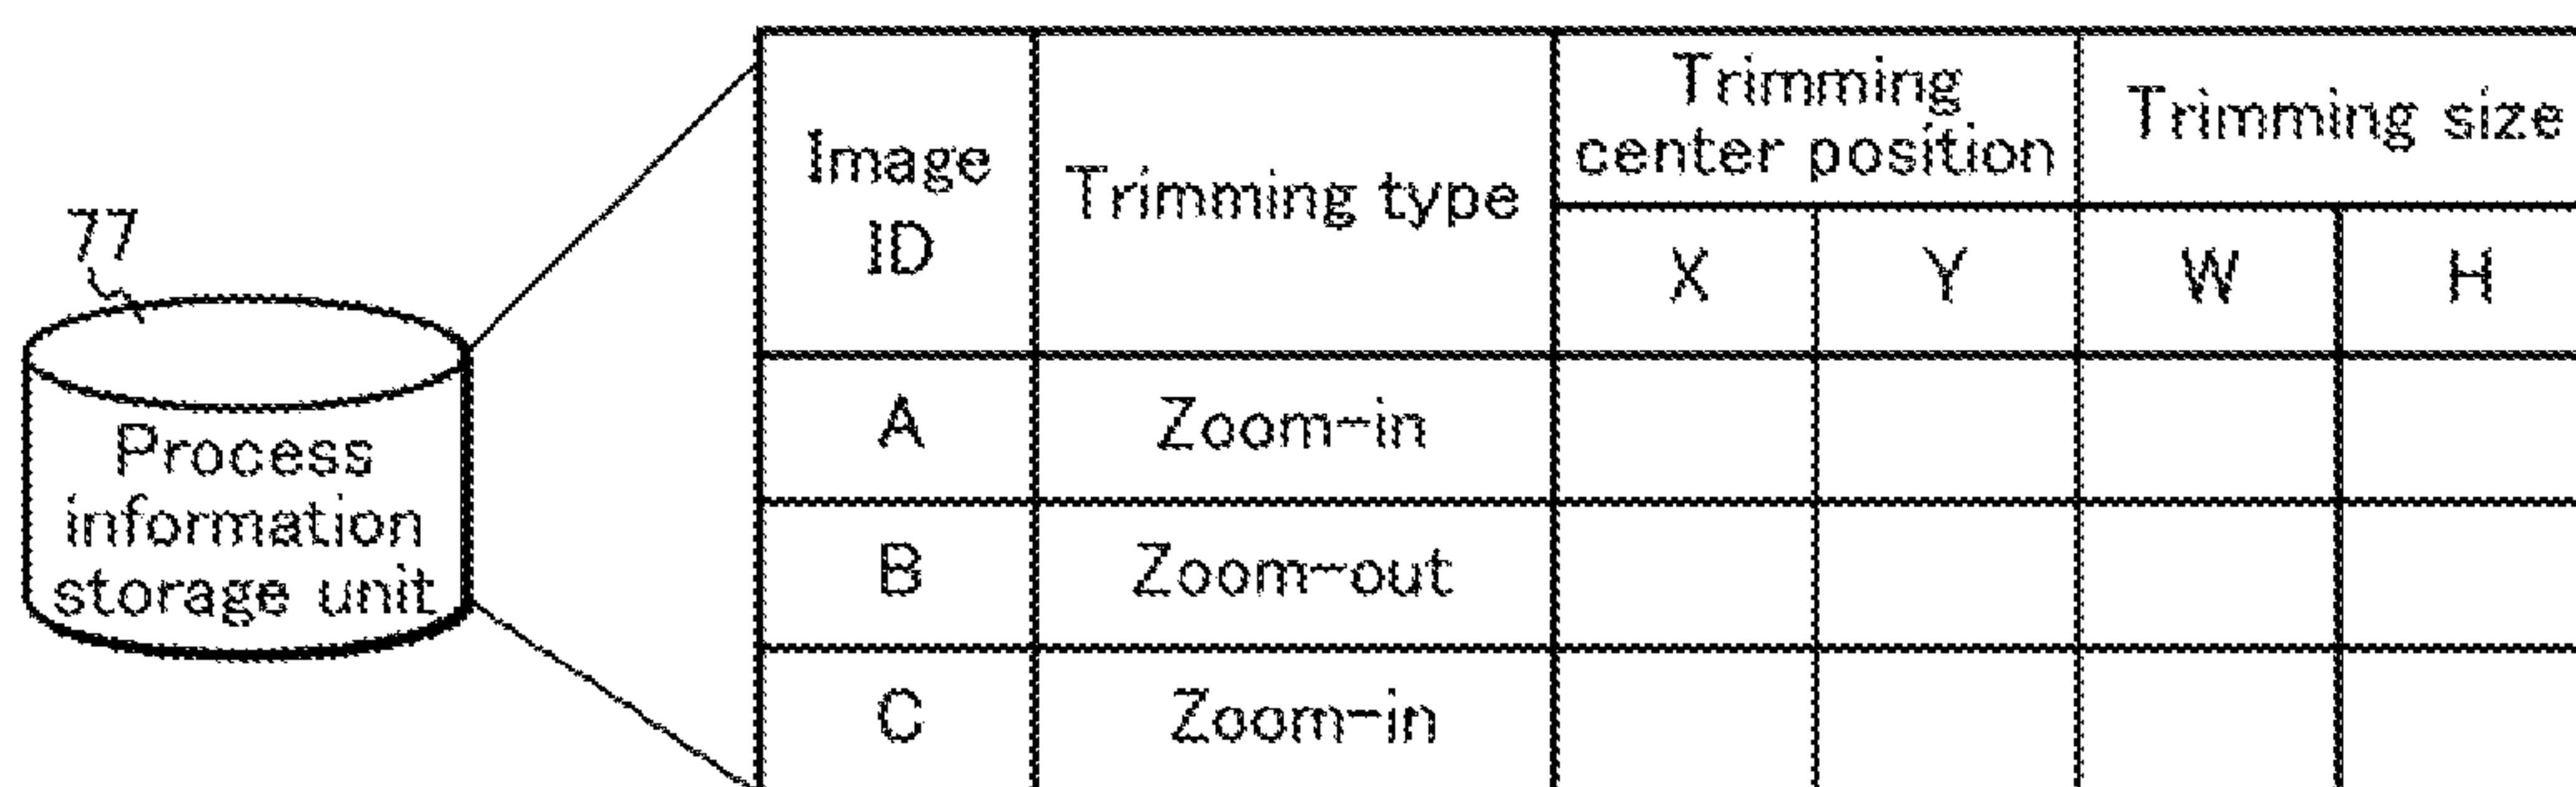 77
Process
information
storage unit
Image
ID
Trimming type
Trimming
center position
Trimming size
X
Y
W
H
A
Zoom-in
B
Zoom-out
C
Zoom-in